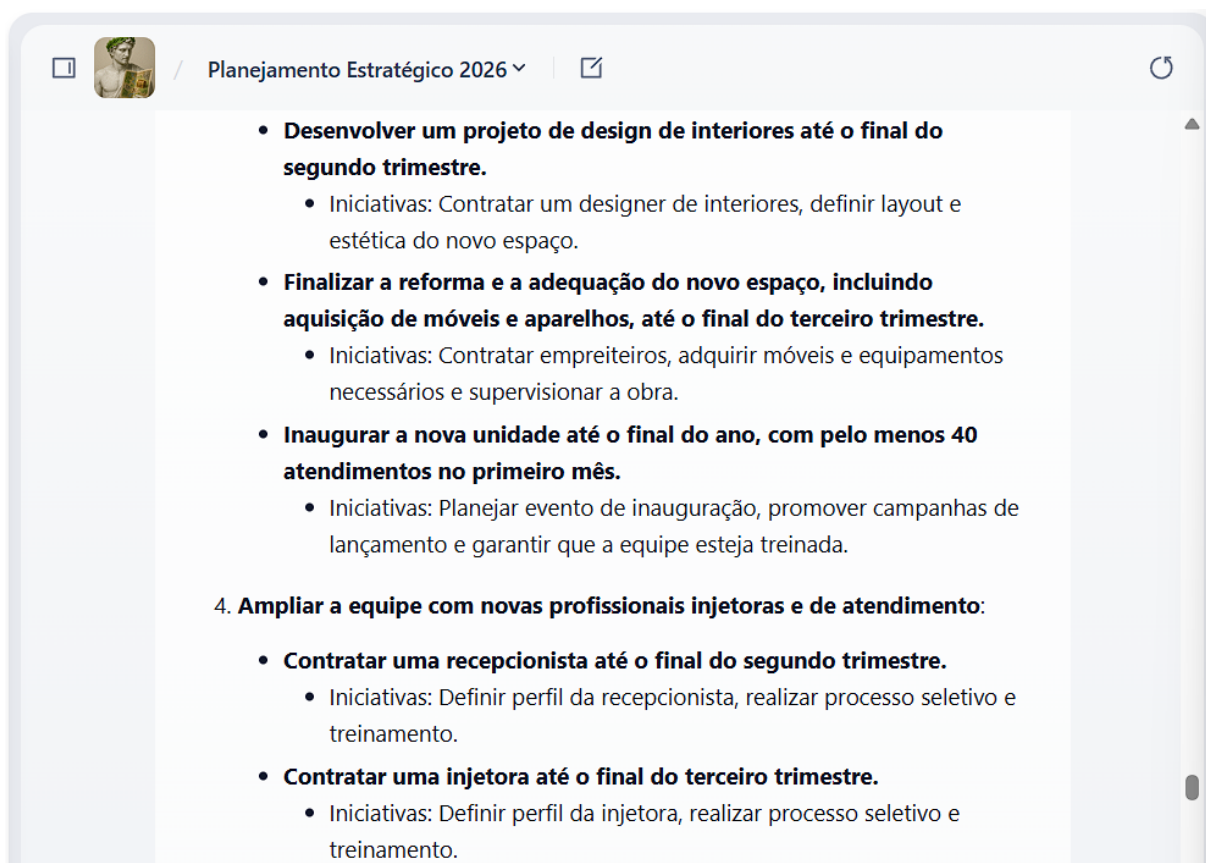 / Planejamento Estratégico 2026
• Desenvolver um projeto de design de interiores até o final do
segundo trimestre.
• Iniciativas: Contratar um designer de interiores, definir layout e
estética do novo espaço.
• Finalizar a reforma e a adequação do novo espaço, incluindo
aquisição de móveis e aparelhos, até o final do terceiro trimestre.
• Iniciativas: Contratar empreiteiros, adquirir móveis e equipamentos
necessários e supervisionar a obra.
• Inaugurar a nova unidade até o final do ano, com pelo menos 40
atendimentos no primeiro mês.
• Iniciativas: Planejar evento de inauguração, promover campanhas de
lançamento e garantir que a equipe esteja treinada.
4. Ampliar a equipe com novas profissionais injetoras e de atendimento:
• Contratar uma recepcionista até o final do segundo trimestre.
• Iniciativas: Definir perfil da recepcionista, realizar processo seletivo e
treinamento.
• Contratar uma injetora até o final do terceiro trimestre.
• Iniciativas: Definir perfil da injetora, realizar processo seletivo e
treinamento.